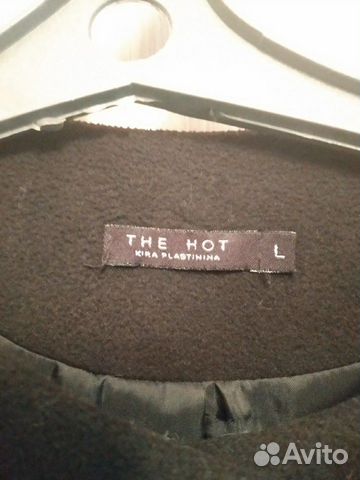 THE HOT
KIRA PLASTININA
L
Avito